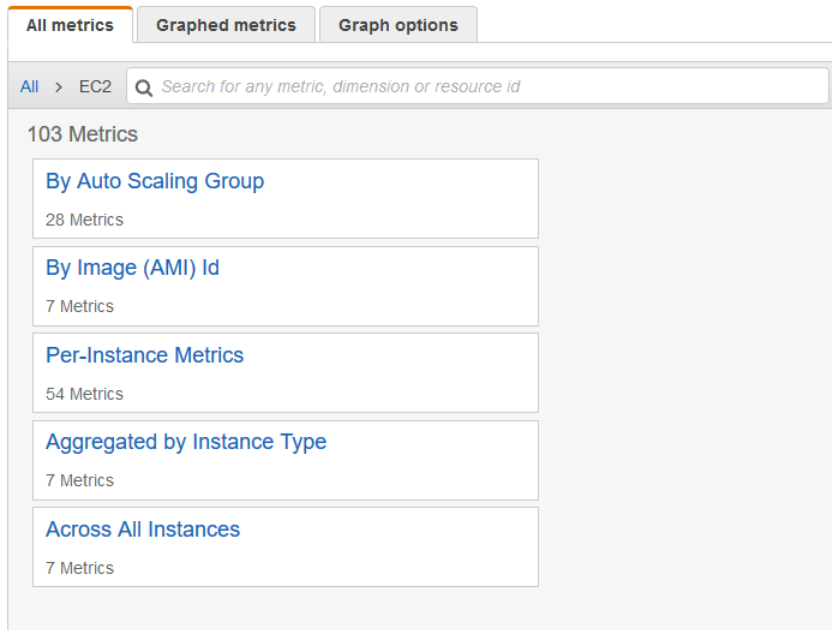 All metrics Graphed metrics Graph options
All > EC2 Search for any metric, dimension or resource id
103 Metrics
By Auto Scaling Group
28 Metrics
By Image (AMI) Id
7 Metrics
Per-Instance Metrics
54 Metrics
Aggregated by Instance Type
7 Metrics
Across All Instances
7 Metrics